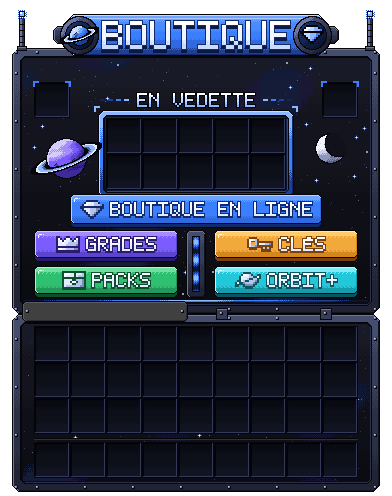 BOUTIQUE
EN VEDETTE
BOUTIQUE EN LIGNE
GRADES
CLÉS
PACKS
ORBIT+